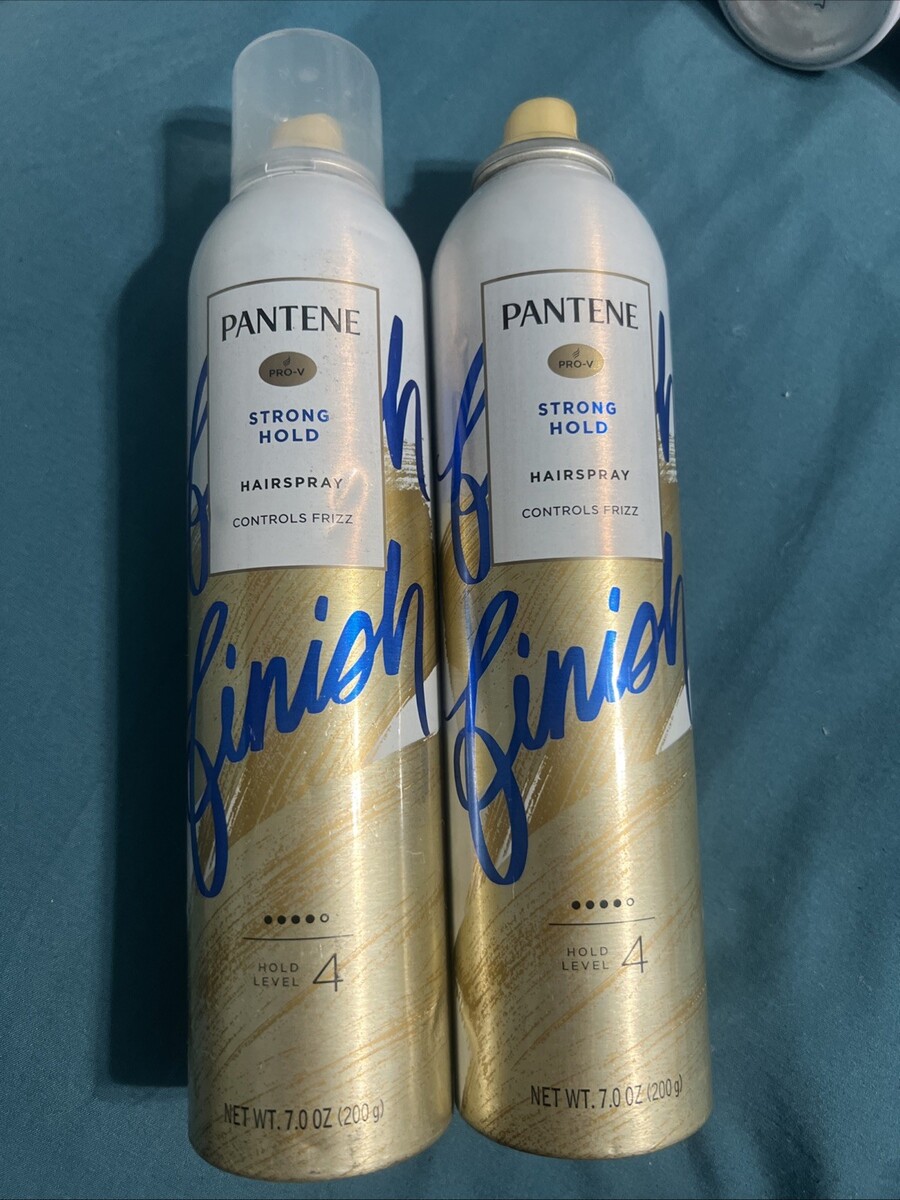 PANTENE
PRO-V
STRONG
HOLD
HAIRSPRAY
CONTROLS FRIZZ
finish
HOLD
LEVEL 4
NET WT. 7.0 OZ (200 g)
PANTENE
PRO-V
STRONG
HOLD
HAIRSPRAY
CONTROLS FRIZZ
finish
HOLD
LEVEL 4
NET WT. 7.0 OZ (200 g)